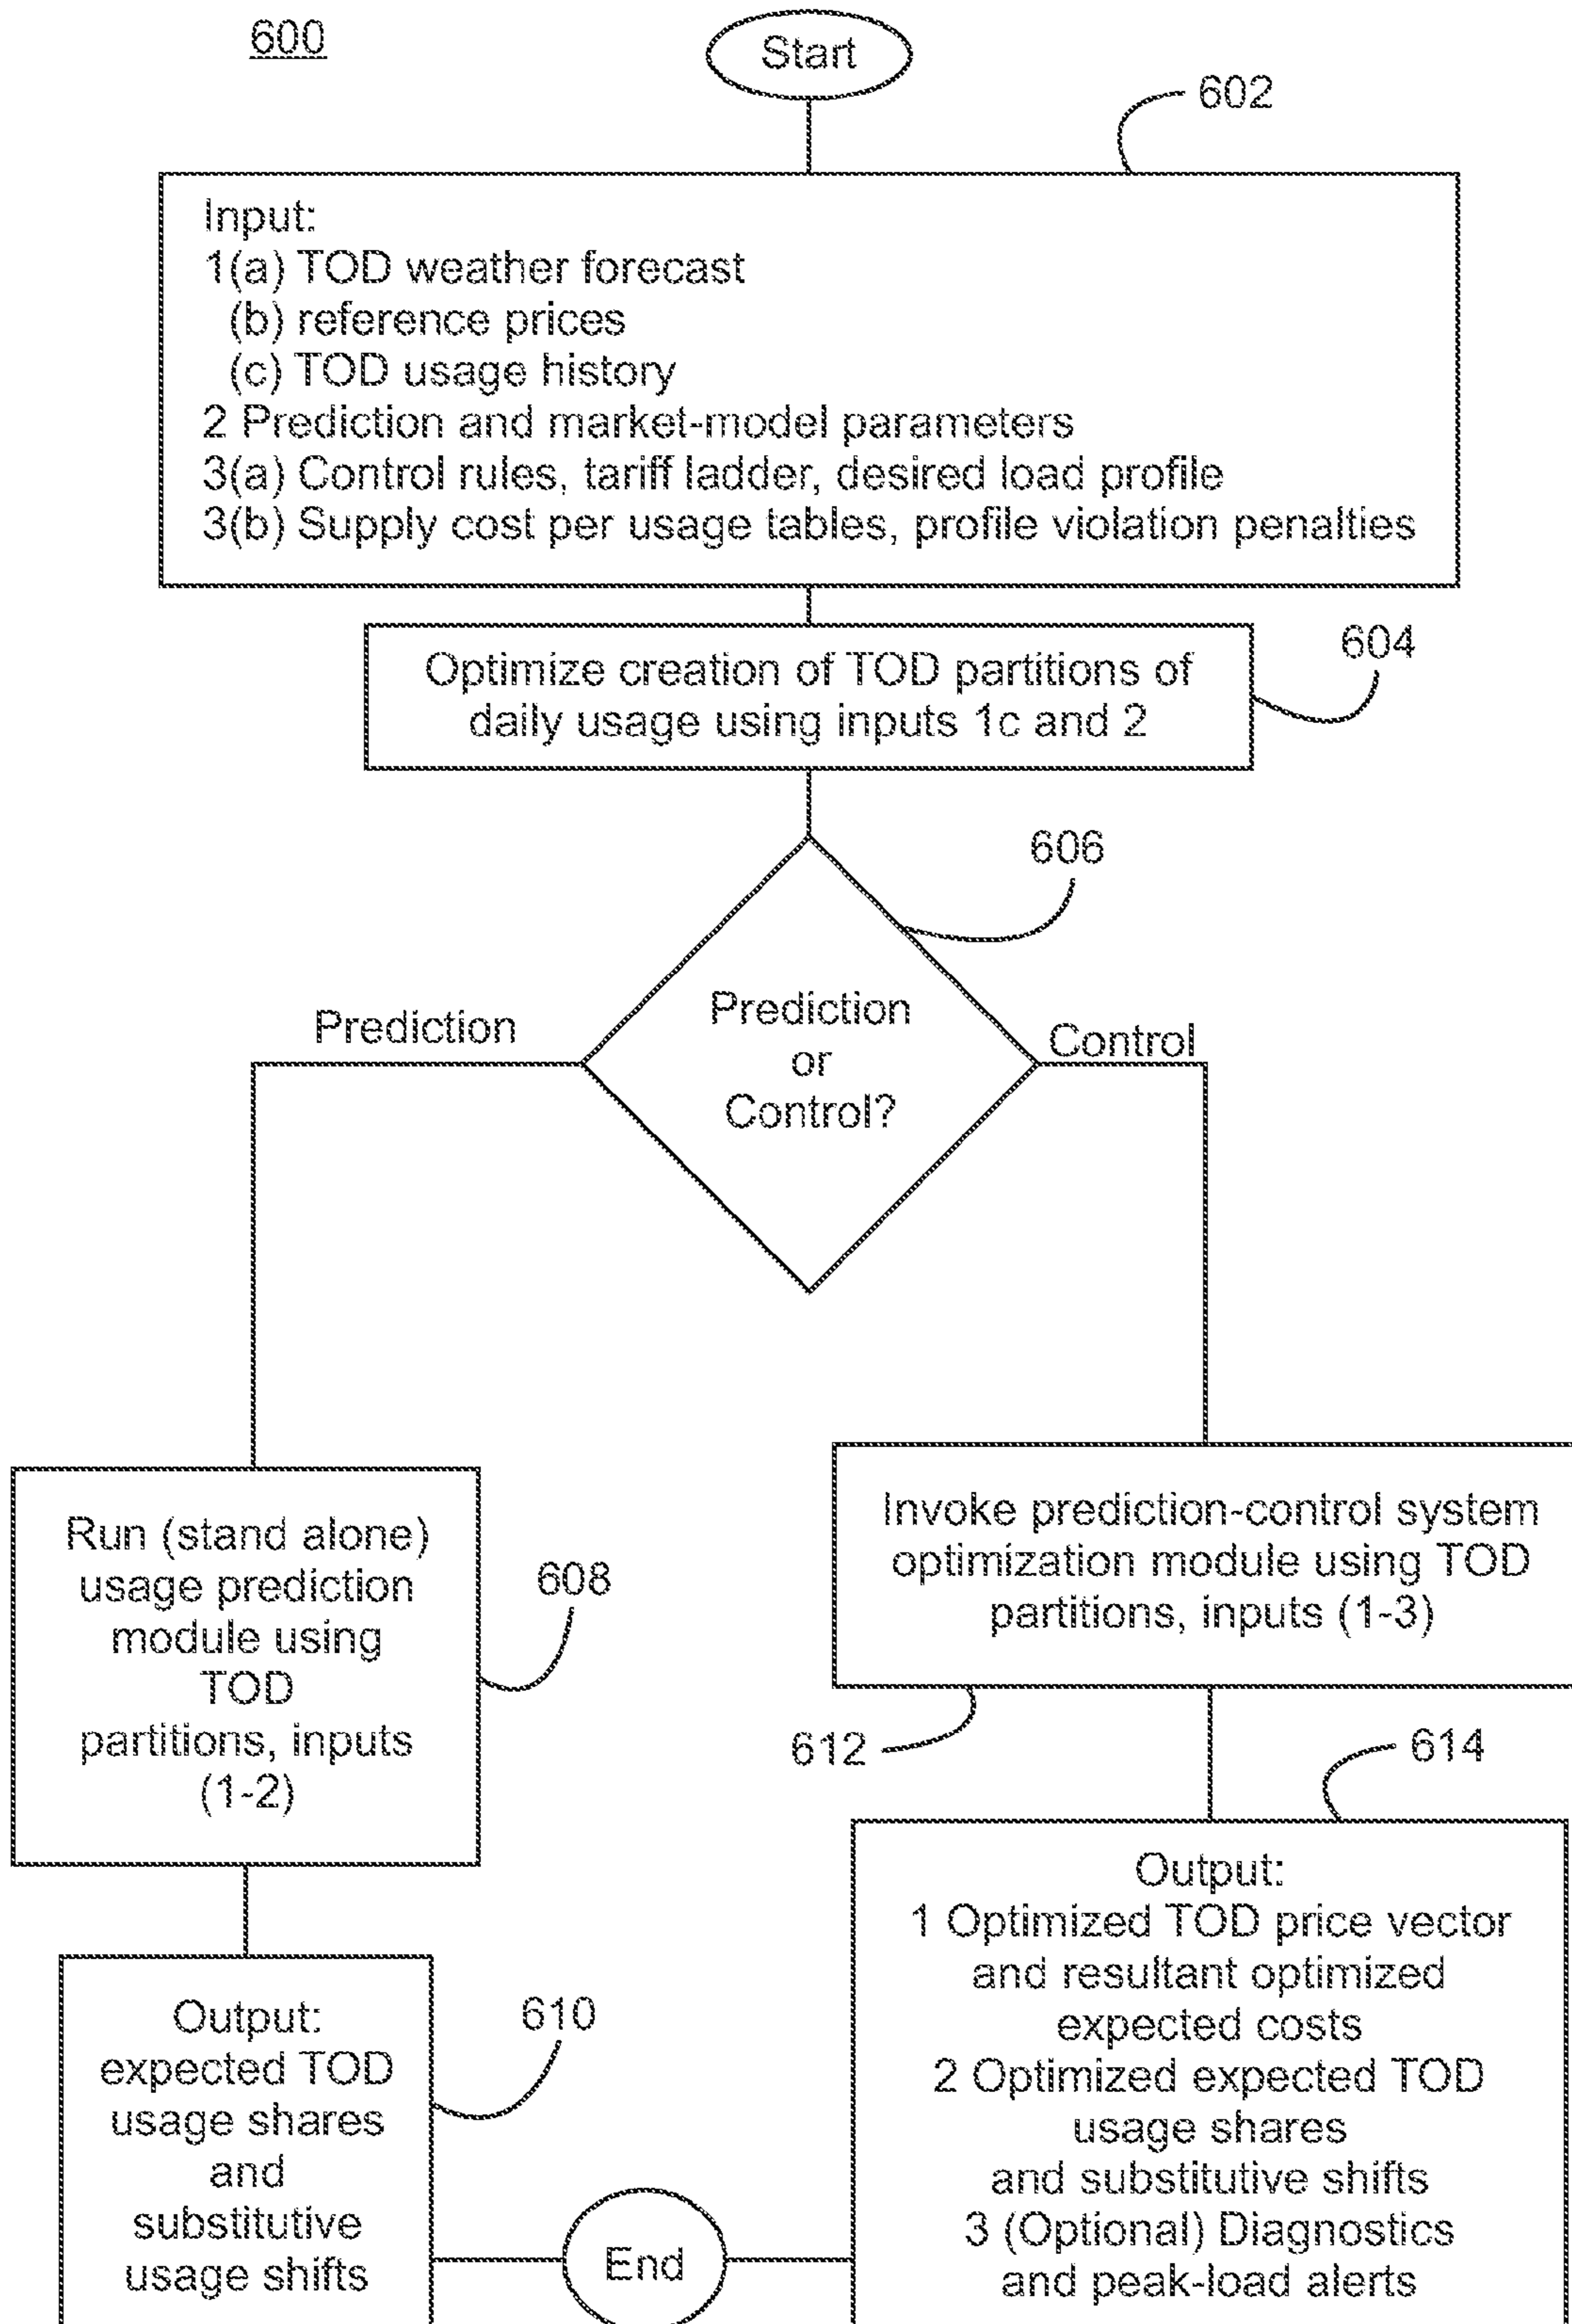 600
Start
602
Input:
1(a) TOD weather forecast
(b) reference prices
(c) TOD usage history
2 Prediction and market-model parameters
3(a) Control rules, tariff ladder, desired load profile
3(b) Supply cost per usage tables, profile violation penalties
604
Optimize creation of TOD partitions of
daily usage using inputs 1c and 2
606
Prediction
or
Control?
Prediction
Control
Run (stand alone)
usage prediction
module using
TOD
partitions, inputs
(1-2)
608
Invoke prediction-control system
optimization module using TOD
partitions, inputs (1-3)
612
614
Output:
expected TOD
usage shares
and
substitutive
usage shifts
610
End
Output:
1 Optimized TOD price vector
and resultant optimized
expected costs
2 Optimized expected TOD
usage shares
and substitutive shifts
3 (Optional) Diagnostics
and peak-load alerts